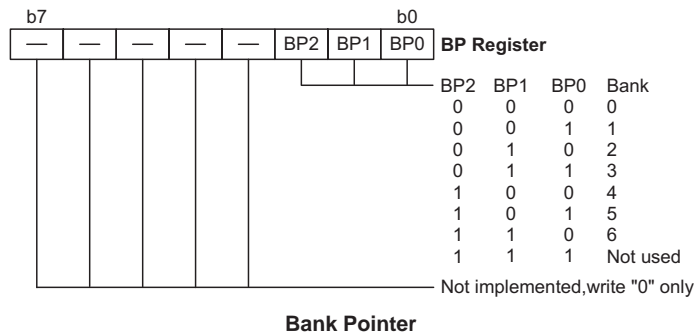 b7 b0
— — — — — BP2 BP1 BP0 BP Register
BP2 BP1 BP0 Bank
0 0 0 0
0 0 1 1
0 1 0 2
0 1 1 3
1 0 0 4
1 0 1 5
1 1 0 6
1 1 1 Not used
Not implemented,write "0" only
Bank Pointer